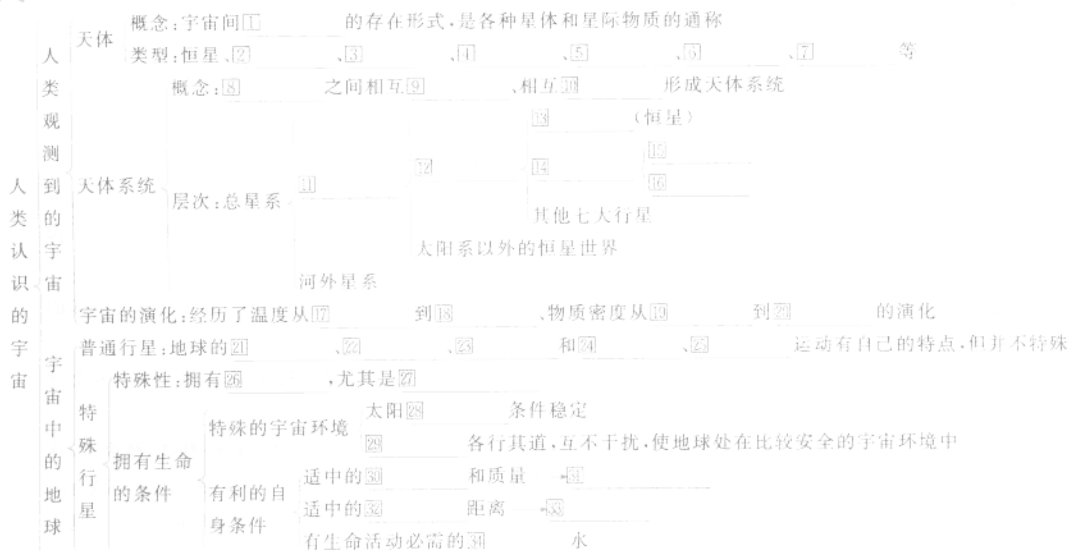 概念:宇宙间1 的存在形式,是各种星体和星际物质的通称
天体
类型:恒星、2 、3 、4 、5 、6 、7 等
概念:8 之间相互9 、相互10 形成天体系统
13 (恒星)
12
14
15
16
11
天体系统
层次:总星系
其他七大行星
太阳系以外的恒星世界
河外星系
人类观测到的宇宙
人类认识的宇宙
宇宙的演化:经历了温度从17 到18 、物质密度从19 到20 的演化
普通行星:地球的21 、22 、23 和24 、25 运动有自己的特点,但并不特殊
宇宙中的地球
特殊行星
特殊性:拥有26 ,尤其是27
太阳28 条件稳定
特殊的宇宙环境
29 各行其道,互不干扰,使地球处在比较安全的宇宙环境中
拥有生命的条件
适中的30 和质量→31
有利的自身条件
适中的32 距离→33
有生命活动必需的34 水